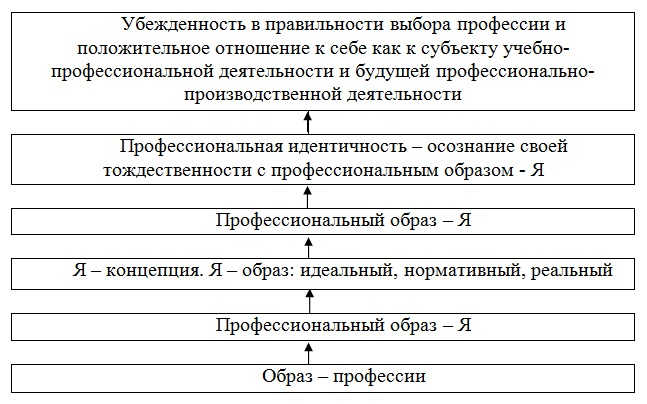 Убежденность в правильности выбора профессии и
положительное отношение к себе как к субъекту учебно-
профессиональной деятельности и будущей профессионально-
производственной деятельности
Профессиональная идентичность – осознание своей
тождественности с профессиональным образом - Я
Профессиональный образ – Я
Я – концепция. Я – образ: идеальный, нормативный, реальный
Профессиональный образ – Я
Образ – профессии